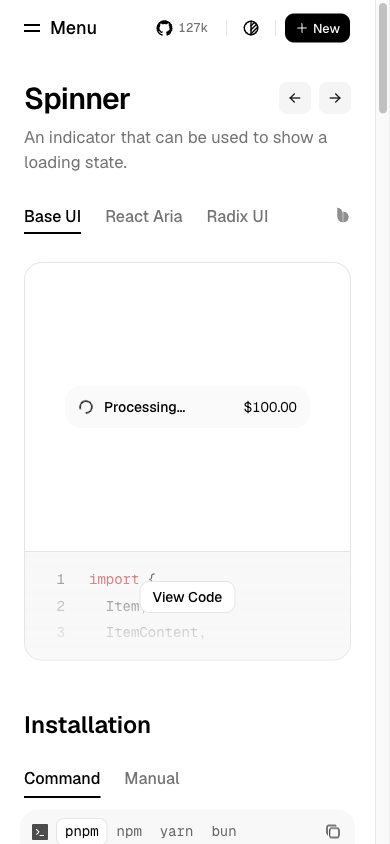 Menu 127k + New
Spinner
An indicator that can be used to show a
loading state.
Base UI React Aria Radix UI
Processing... $100.00
1 import {
2 Item,
View Code
3 ItemContent,
Installation
Command Manual
pnpm npm yarn bun